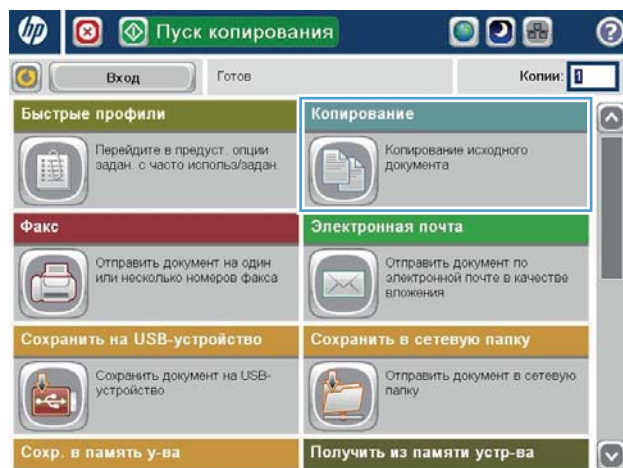 hp
Пуск копирования
?
Вход
Готов
Копии: 1
Быстрые профили
Перейдите в предуст. опции
задан. с часто использ/задан.
Копирование
Копирование исходного
документа
Факс
Отправить документ на один
или несколько номеров факса
Электронная почта
Отправить документ по
электронной почте в качестве
вложения
Сохранить на USB-устройство
Сохранить документ на USB-
устройство
Сохранить в сетевую папку
Отправить документ в сетевую
папку
Сохр. в память у-ва
Получить из памяти устр-ва